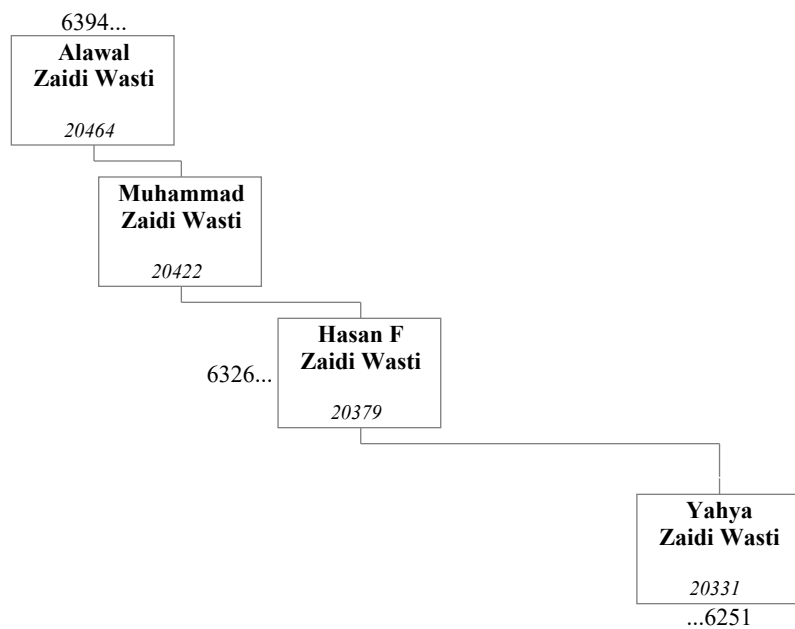 6394...
Alawal
Zaidi Wasti
20464
Muhammad
Zaidi Wasti
20422
Hasan F
Zaidi Wasti
6326...
20379
Yahya
Zaidi Wasti
20331
...6251